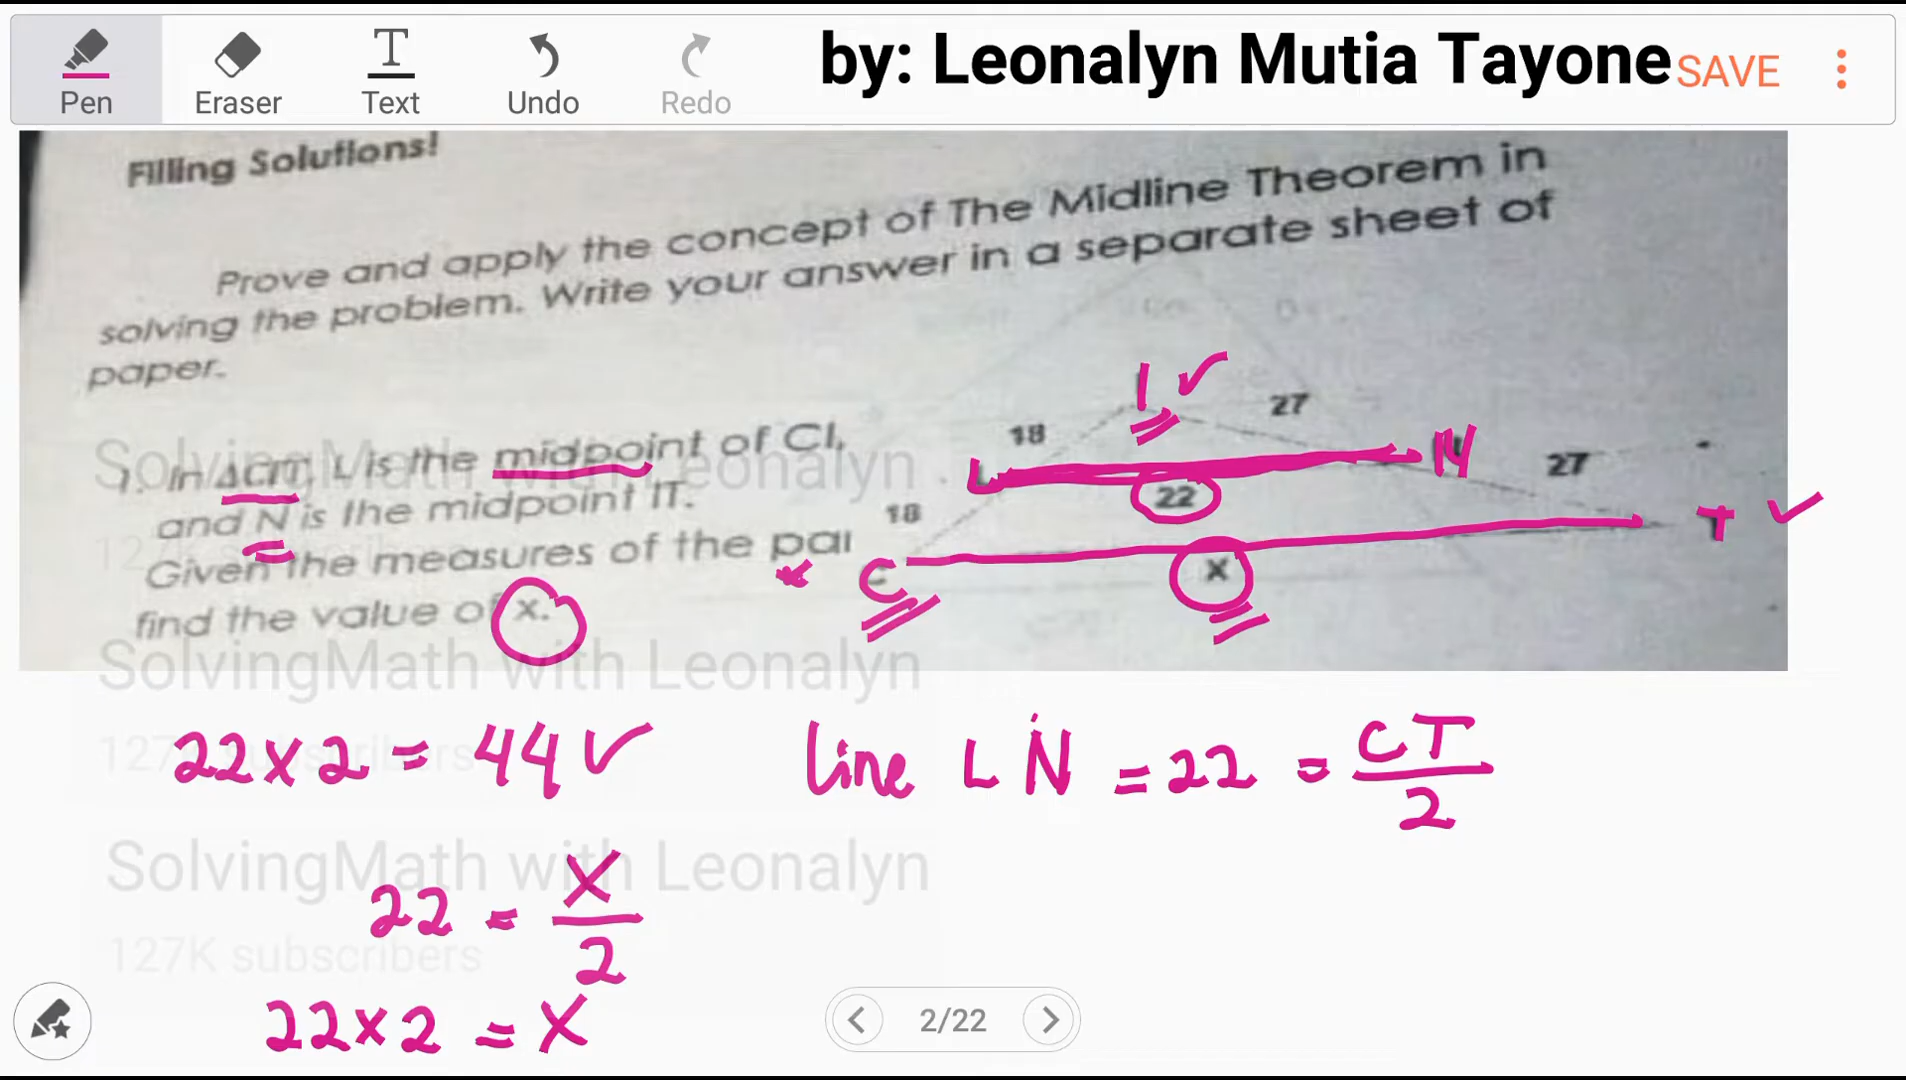 by: Leonalyn Mutia Tayone
Pen Eraser Text Undo Redo SAVE
Filling Solutions!
Prove and apply the concept of The Midline Theorem in
solving the problem. Write your answer in a separate sheet of
paper.
1. In ΔCIT, L is the midpoint of CI,
and N is the midpoint IT.
Given the measures of the pai
find the value of x.
I
18 27
L N
22 27
18
T
C
x
SolvingMath with Leonalyn
127K
SolvingMath with Leonalyn
127K subscribers
SolvingMath with Leonalyn
127K subscribers
22 x 2 = 44 line LN = 22 = CT
2
22 = X
2
22 x 2 = X
2/22